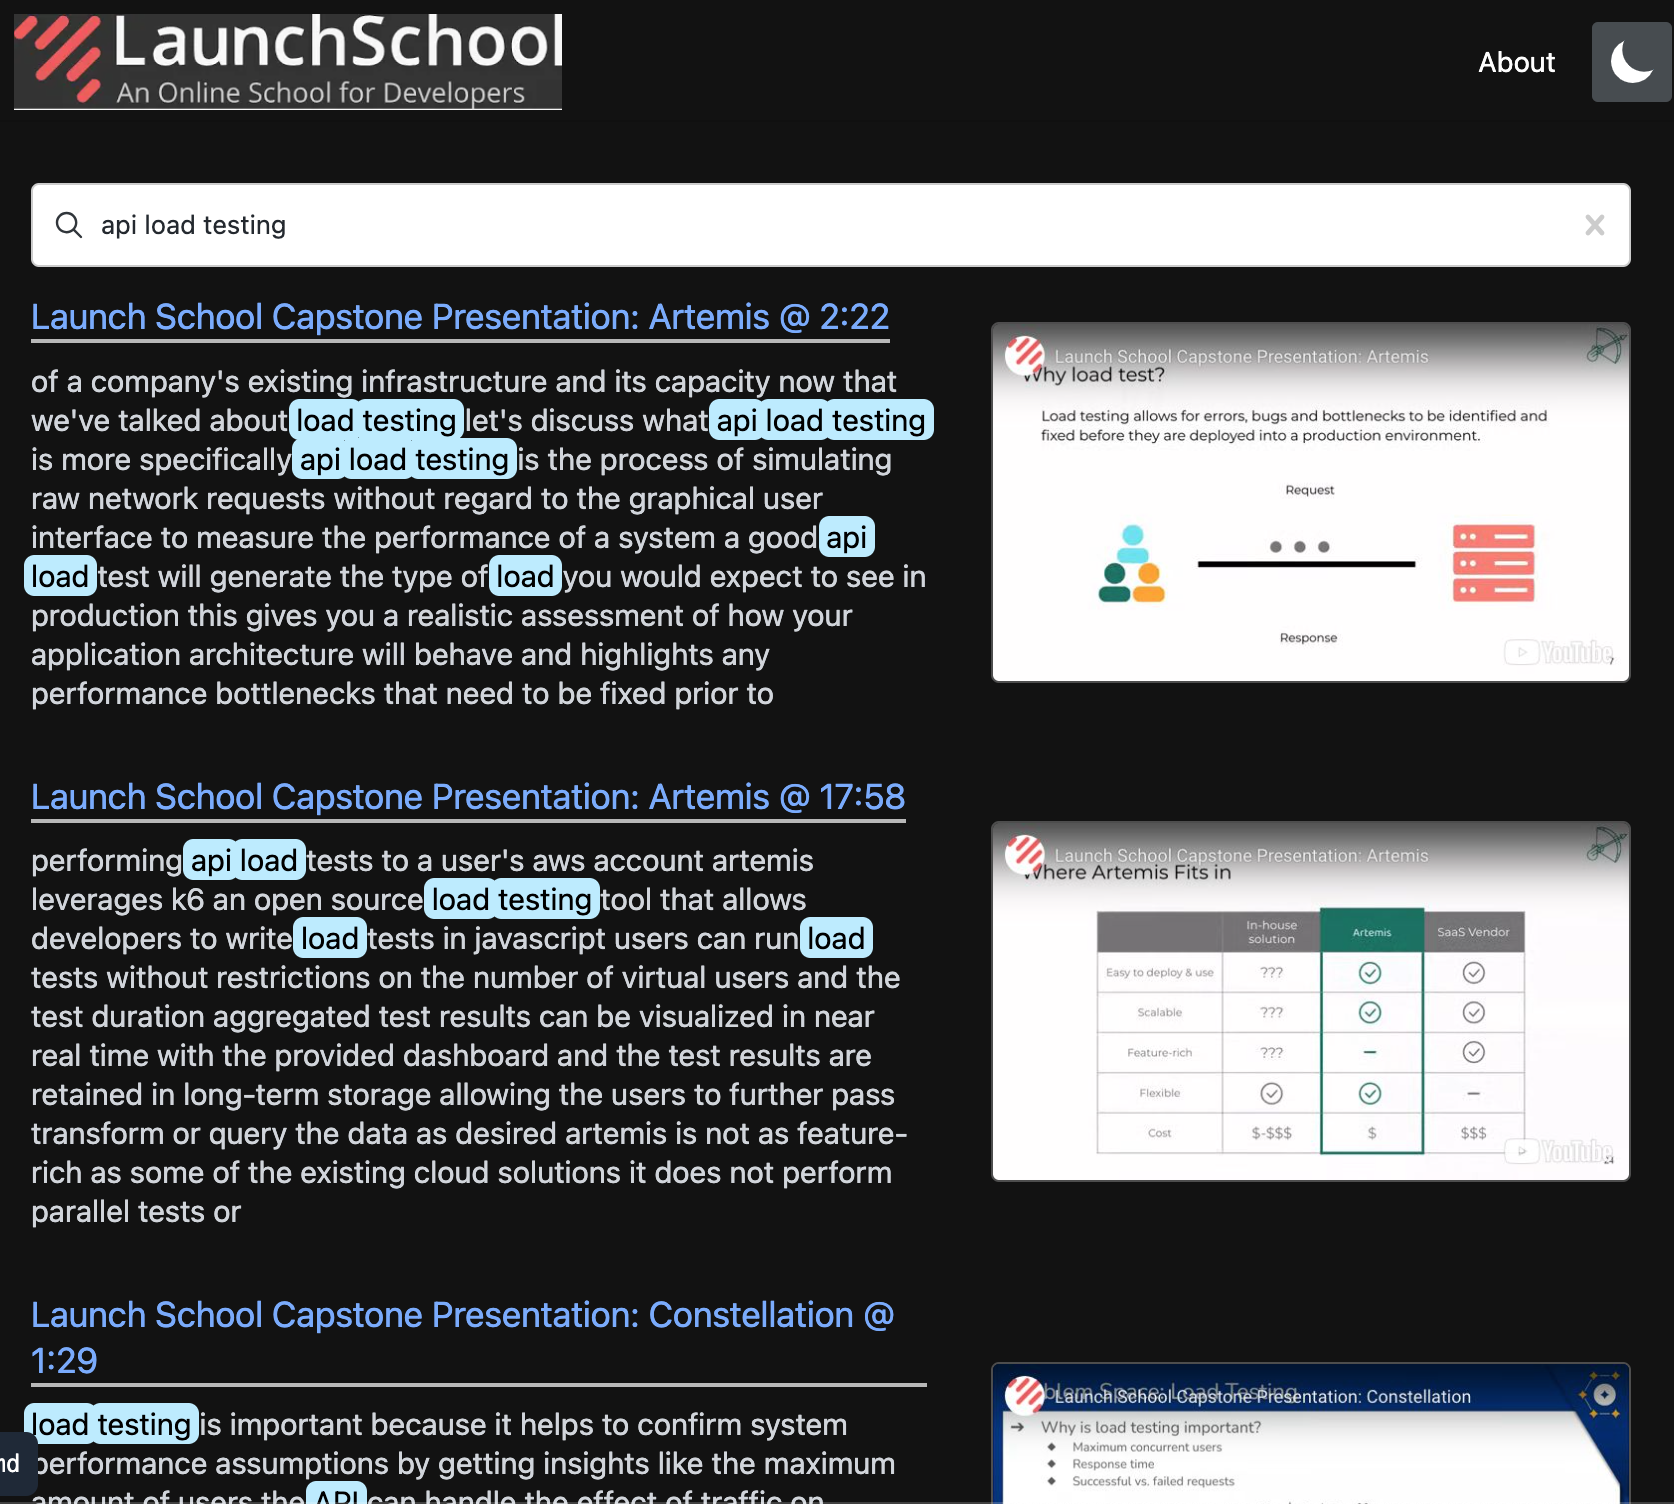 LaunchSchool
An Online School for Developers
About
api load testing
Launch School Capstone Presentation: Artemis @ 2:22
of a company's existing infrastructure and its capacity now that
we've talked about load testing let's discuss what api load testing
is more specifically api load testing is the process of simulating
raw network requests without regard to the graphical user
interface to measure the performance of a system a good api
load test will generate the type of load you would expect to see in
production this gives you a realistic assessment of how your
application architecture will behave and highlights any
performance bottlenecks that need to be fixed prior to
Launch School Capstone Presentation: Artemis
Why load test?
Load testing allows for errors, bugs and bottlenecks to be identified and
fixed before they are deployed into a production environment.
Request
Response
YouTube
7
Launch School Capstone Presentation: Artemis @ 17:58
performing api load tests to a user's aws account artemis
leverages k6 an open source load testing tool that allows
developers to write load tests in javascript users can run load
tests without restrictions on the number of virtual users and the
test duration aggregated test results can be visualized in near
real time with the provided dashboard and the test results are
retained in long-term storage allowing the users to further pass
transform or query the data as desired artemis is not as feature-
rich as some of the existing cloud solutions it does not perform
parallel tests or
Launch School Capstone Presentation: Artemis
Where Artemis Fits in
In-house
solution
Artemis
SaaS Vendor
Easy to deploy & use ???
Scalable ???
Feature-rich ??? –
Flexible –
Cost $-$$$ $ $$$
YouTube
24
Launch School Capstone Presentation: Constellation @
1:29
load testing is important because it helps to confirm system
performance assumptions by getting insights like the maximum
amount of users the API can handle the effect of traffic on
nd
blem Space: Load Testing
Launch School Capstone Presentation: Constellation
→ Why is load testing important?
◆ Maximum concurrent users
◆ Response time
◆ Successful vs. failed requests